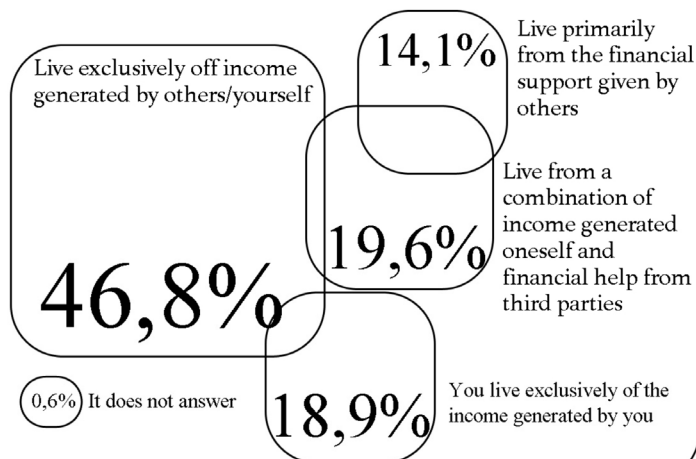 Live exclusively off income
generated by others/yourself
46,8%
14,1%
Live primarily
from the financial
support given by
others
19,6%
Live from a
combination of
income generated
oneself and
financial help from
third parties
0,6% It does not answer
18,9%
You live exclusively of the
income generated by you